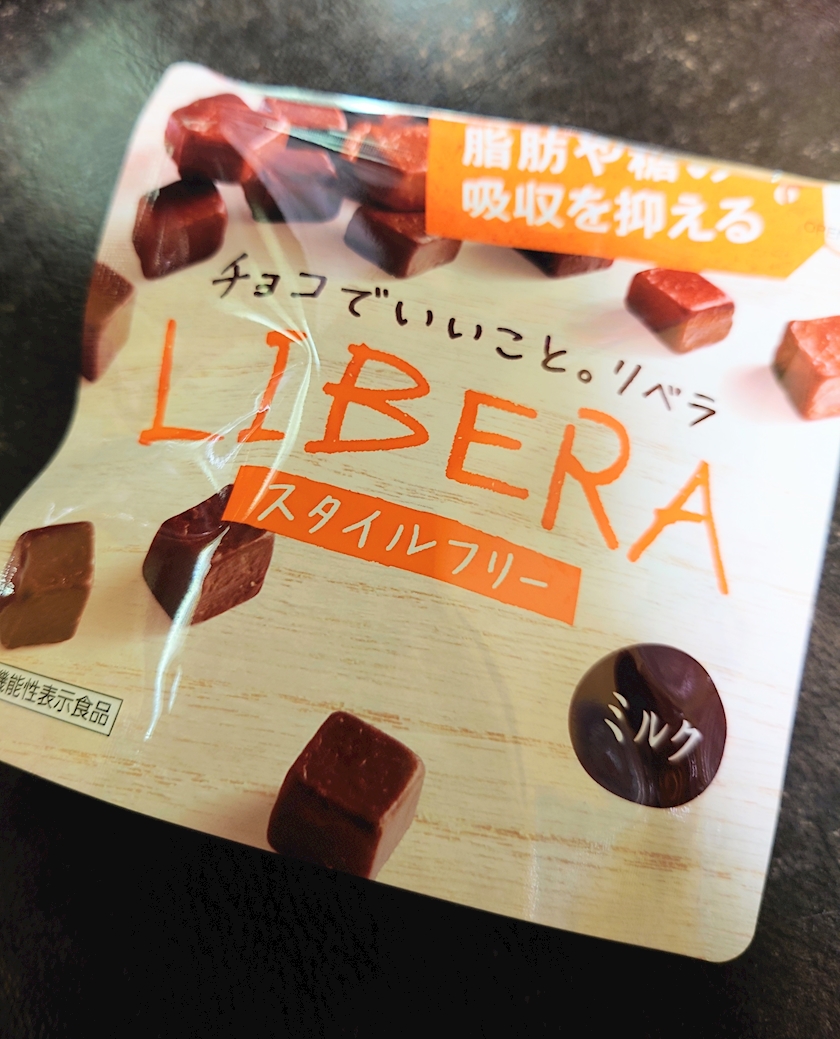 脂肪や糖の
吸収を抑える
チョコでいいこと。リベラ
LIBERA
スタイルフリー
機能性表示食品
ミルク